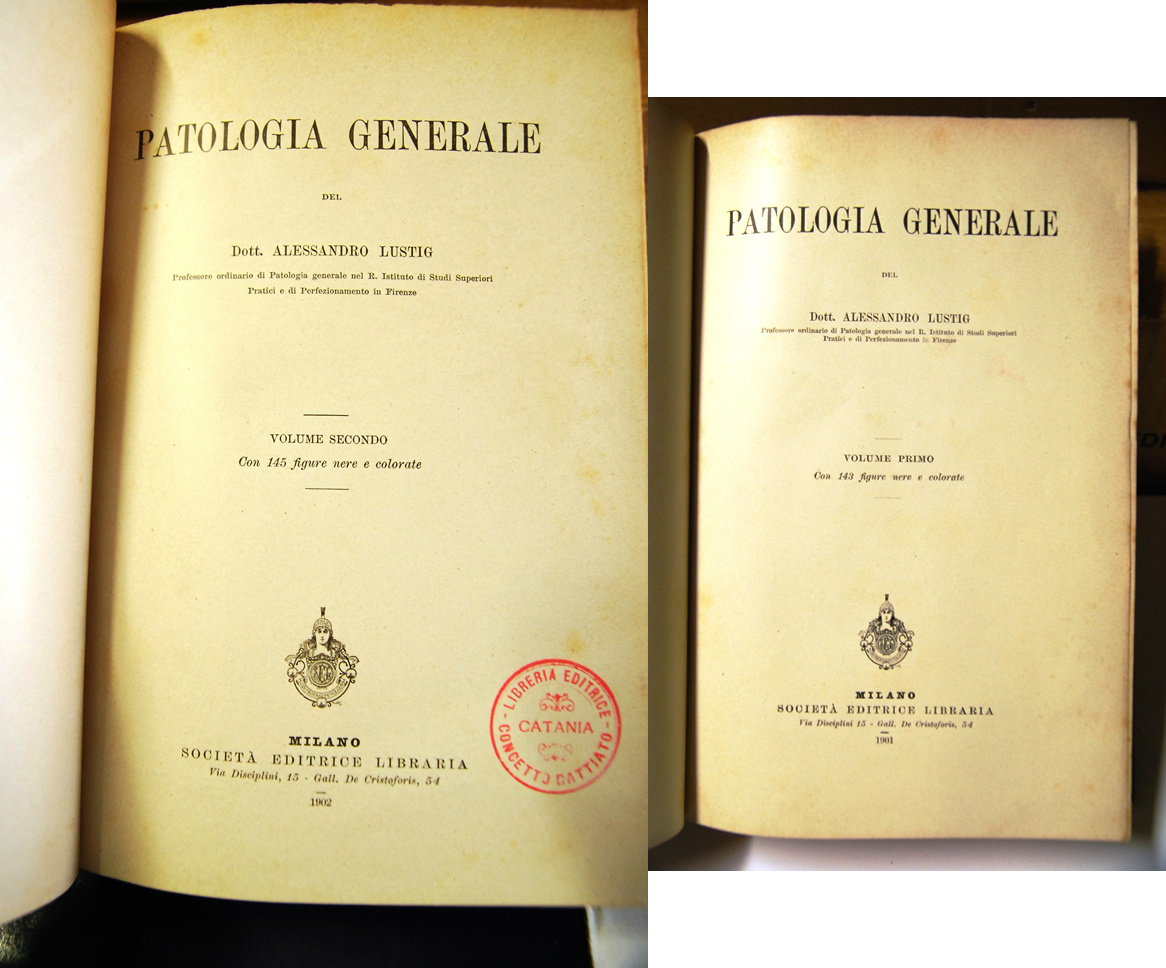 PATOLOGIA GENERALE
DEL
Dott. ALESSANDRO LUSTIG
Professore ordinario di Patologia generale nel R. Istituto di Studi Superiori
Pratici e di Perfezionamento in Firenze
VOLUME SECONDO
Con 145 figure nere e colorate
MILANO
SOCIETÀ EDITRICE LIBRARIA
Via Disciplini, 15 - Gall. De Cristoforis, 54
1902
LIBRERIA EDITRICE
CATANIA
CONCETTO BATTIATO
PATOLOGIA GENERALE
DEL
Dott. ALESSANDRO LUSTIG
Professore ordinario di Patologia generale nel R. Istituto di Studi Superiori
Pratici e di Perfezionamento in Firenze
VOLUME PRIMO
Con 143 figure nere e colorate
MILANO
SOCIETÀ EDITRICE LIBRARIA
Via Disciplini 15 - Gall. De Cristoforis, 54
1901